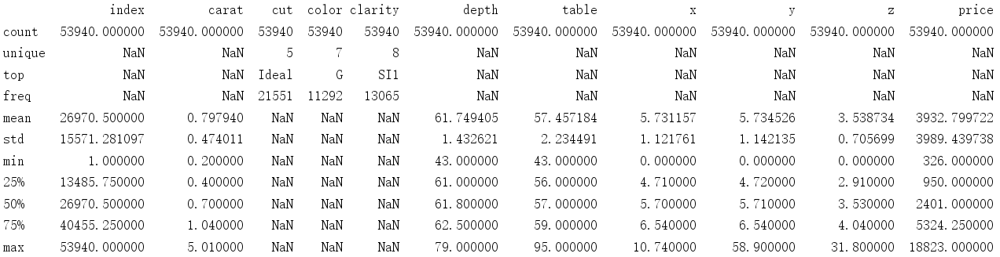 index carat cut color clarity depth table x y z price
count 53940.000000 53940.000000 53940 53940 53940 53940.000000 53940.000000 53940.000000 53940.000000 53940.000000 53940.000000
unique NaN NaN 5 7 8 NaN NaN NaN NaN NaN NaN
top NaN NaN Ideal G SI1 NaN NaN NaN NaN NaN NaN
freq NaN NaN 21551 11292 13065 NaN NaN NaN NaN NaN NaN
mean 26970.500000 0.797940 NaN NaN NaN 61.749405 57.457184 5.731157 5.734526 3.538734 3932.799722
std 15571.281097 0.474011 NaN NaN NaN 1.432621 2.234491 1.121761 1.142135 0.705699 3989.439738
min 1.000000 0.200000 NaN NaN NaN 43.000000 43.000000 0.000000 0.000000 0.000000 326.000000
25% 13485.750000 0.400000 NaN NaN NaN 61.000000 56.000000 4.710000 4.720000 2.910000 950.000000
50% 26970.500000 0.700000 NaN NaN NaN 61.800000 57.000000 5.700000 5.710000 3.530000 2401.000000
75% 40455.250000 1.040000 NaN NaN NaN 62.500000 59.000000 6.540000 6.540000 4.040000 5324.250000
max 53940.000000 5.010000 NaN NaN NaN 79.000000 95.000000 10.740000 58.900000 31.800000 18823.000000